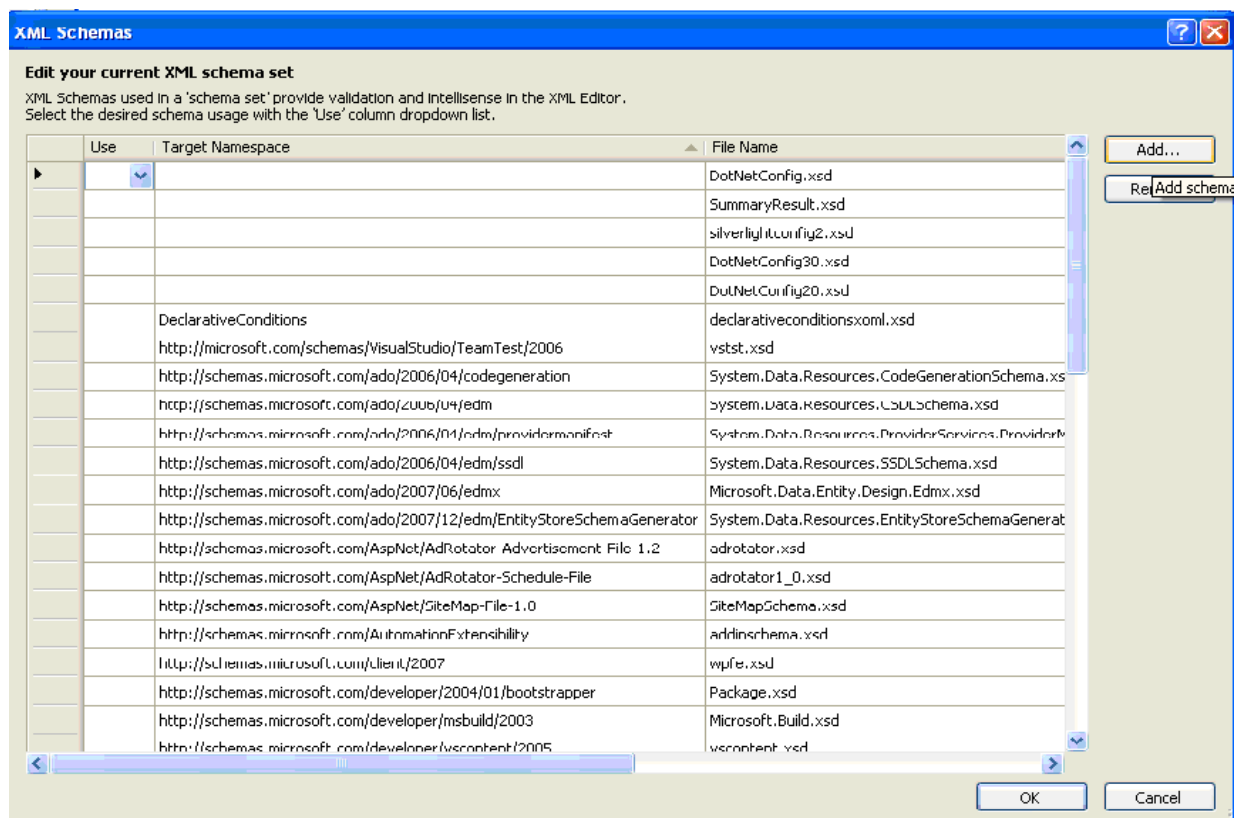 XML Schemas
Edit your current XML schema set
XML Schemas used in a 'schema set' provide validation and intellisense in the XML Editor.
Select the desired schema usage with the 'Use' column dropdown list.
Use Target Namespace File Name
Add...
DotNetConfig.xsd
Re
Add schema
SummaryResult.xsd
silverlightconfig2.xsd
DotNetConfig30.xsd
DotNetConfig20.xsd
DeclarativeConditions declarativeconditionsxoml.xsd
http://microsoft.com/schemas/VisualStudio/TeamTest/2006 vstst.xsd
http://schemas.microsoft.com/ado/2006/04/codegeneration System.Data.Resources.CodeGenerationSchema.xs
http://schemas.microsoft.com/ado/2006/04/edm System.Data.Resources.CSDLSchema.xsd
http://schemas.microsoft.com/ado/2006/04/edm/providermanifest System.Data.Resources.ProviderServices.ProviderM
http://schemas.microsoft.com/ado/2006/04/edm/ssdl System.Data.Resources.SSDLSchema.xsd
http://schemas.microsoft.com/ado/2007/06/edmx Microsoft.Data.Entity.Design.Edmx.xsd
http://schemas.microsoft.com/ado/2007/12/edm/EntityStoreSchemaGenerator System.Data.Resources.EntityStoreSchemaGenerat
http://schemas.microsoft.com/AspNet/AdRotator-Advertisement-File-1.2 adrotator.xsd
http://schemas.microsoft.com/AspNet/AdRotator-Schedule-File adrotator1_0.xsd
http://schemas.microsoft.com/AspNet/SiteMap-File-1.0 SiteMapSchema.xsd
http://schemas.microsoft.com/AutomationExtensibility addinschema.xsd
http://schemas.microsoft.com/client/2007 wpfe.xsd
http://schemas.microsoft.com/developer/2004/01/bootstrapper Package.xsd
http://schemas.microsoft.com/developer/msbuild/2003 Microsoft.Build.xsd
http://schemas.microsoft.com/developer/vscontent/2005 vscontent.xsd
OK Cancel